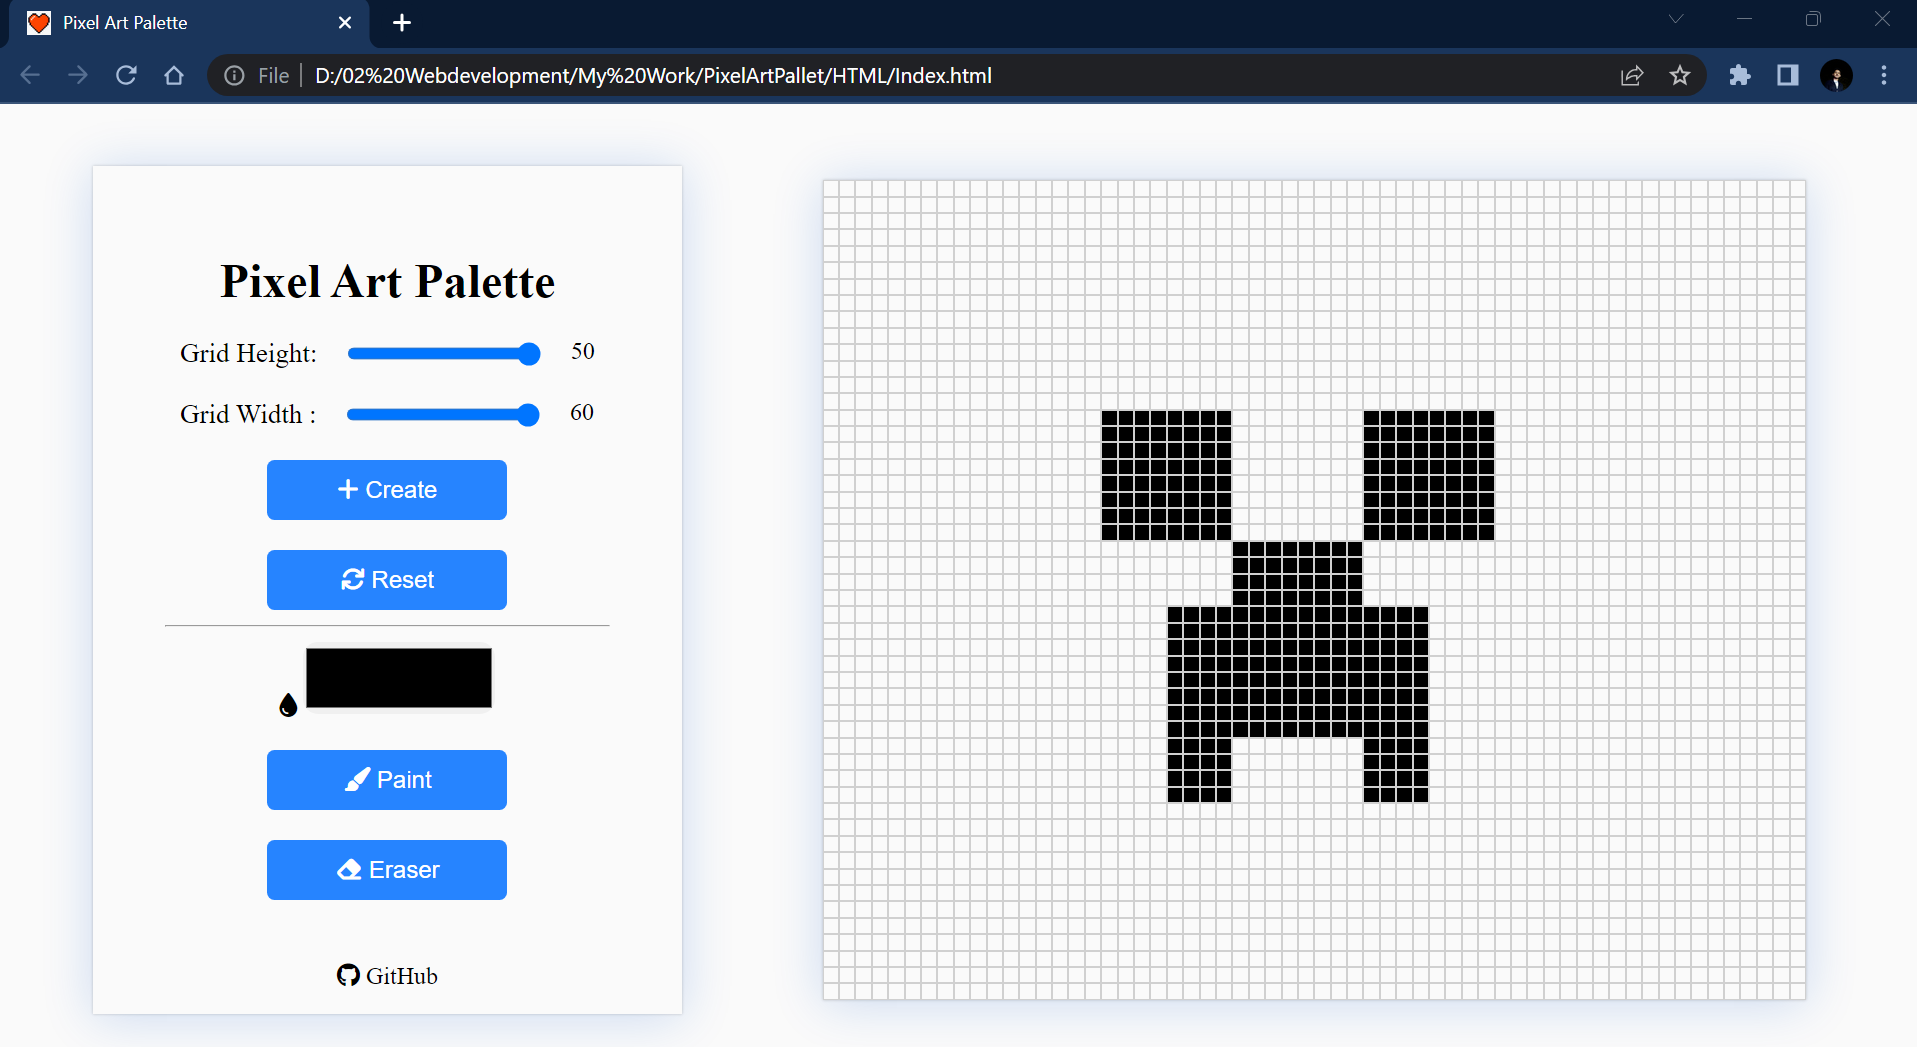 Pixel Art Palette
File D:/02%20Webdevelopment/My%20Work/PixelArtPallet/HTML/Index.html
Pixel Art Palette
Grid Height: 50
Grid Width : 60
Create
Reset
Paint
Eraser
GitHub